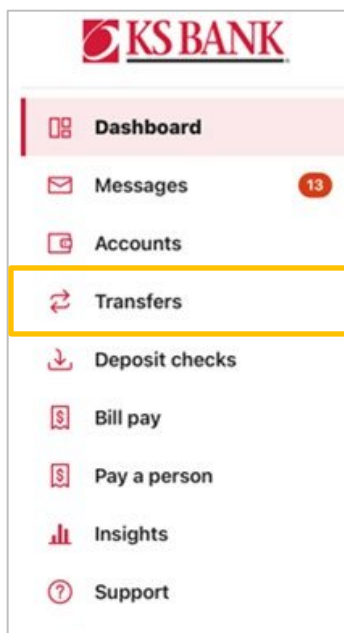 KS BANK
Dashboard
Messages 13
Accounts
Transfers
Deposit checks
Bill pay
Pay a person
Insights
Support